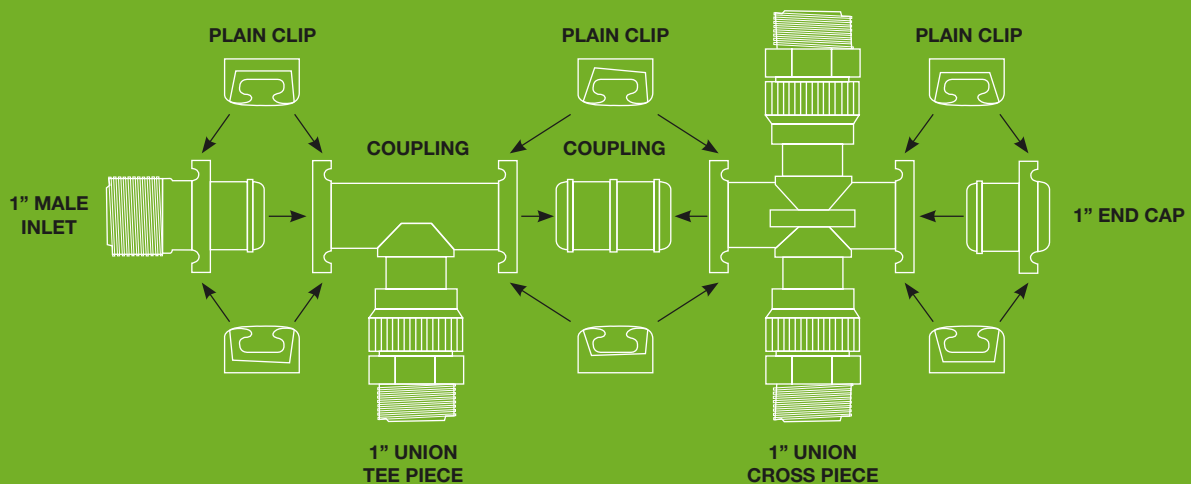 PLAIN CLIP
PLAIN CLIP
PLAIN CLIP
COUPLING
COUPLING
1” MALE
INLET
1” END CAP
1” UNION
TEE PIECE
1” UNION
CROSS PIECE